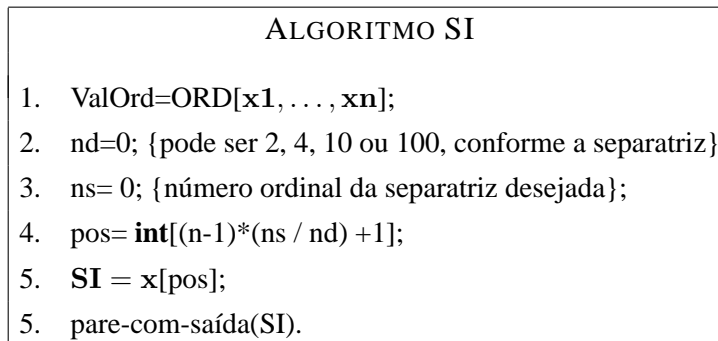 ALGORITMO SI
1. ValOrd=ORD[x1, . . . , xn];
2. nd=0; {pode ser 2, 4, 10 ou 100, conforme a separatriz}
3. ns= 0; {número ordinal da separatriz desejada};
4. pos= int[(n-1)*(ns / nd) +1];
5. SI = x[pos];
5. pare-com-saída(SI).